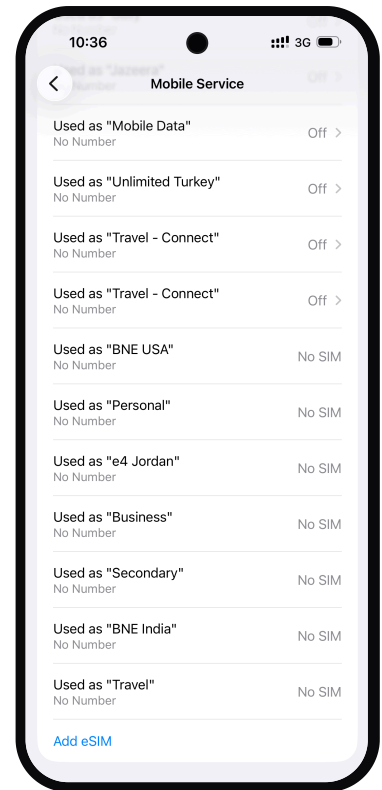 10:36
3G
Used as "Jazeera"
Off
Mobile Service
Used as "Mobile Data"
No Number
Off
Used as "Unlimited Turkey"
No Number
Off
Used as "Travel - Connect"
No Number
Off
Used as "Travel - Connect"
No Number
Off
Used as "BNE USA"
No Number
No SIM
Used as "Personal"
No Number
No SIM
Used as "e4 Jordan"
No Number
No SIM
Used as "Business"
No Number
No SIM
Used as "Secondary"
No Number
No SIM
Used as "BNE India"
No Number
No SIM
Used as "Travel"
No Number
No SIM
Add eSIM